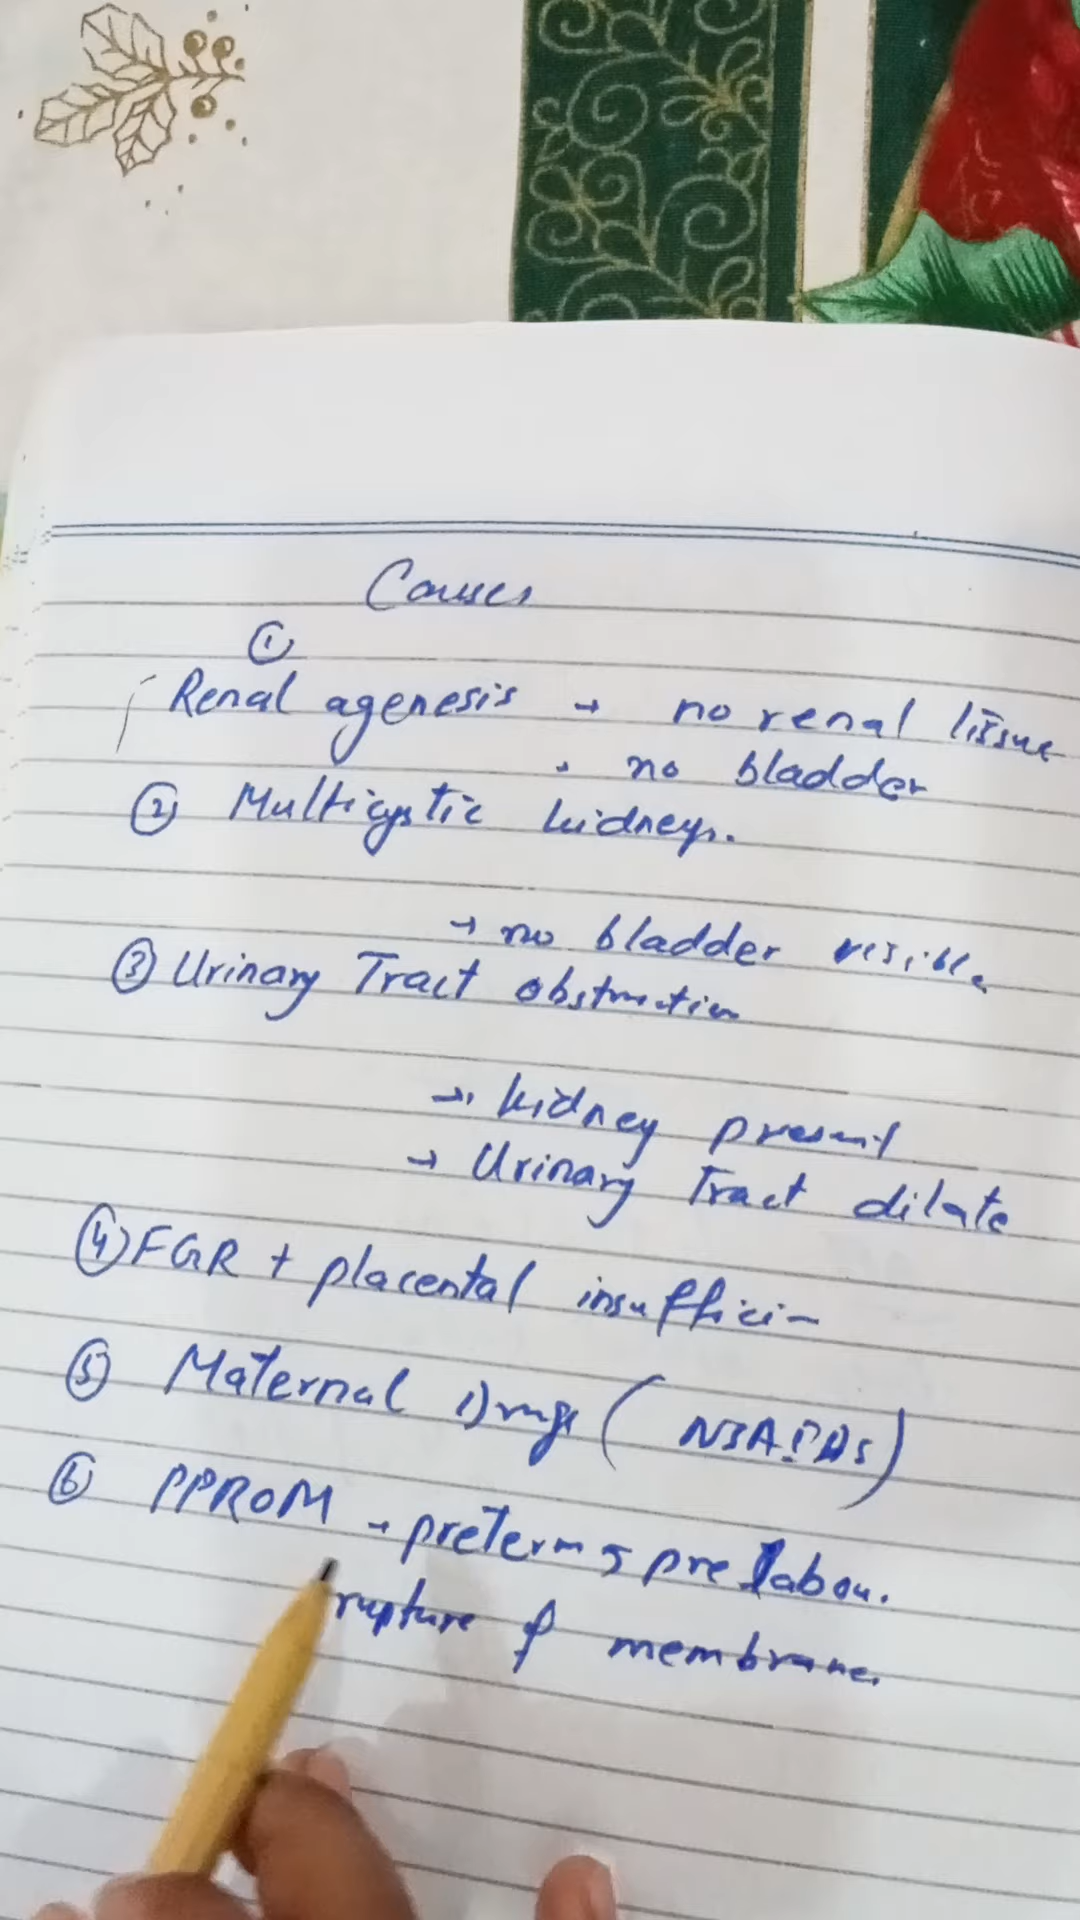 Causes
①
Renal agenesis → no renal tissue
• no bladder
② Multicystic kidneys.
→ no bladder visible
③ Urinary Tract obstruction
→ kidney present
→ Urinary Tract dilate
④ FGR + placental insuffici-
⑤ Maternal Drugs (NSAIDs)
⑥ PPROM → preterm prelabou.
rupture of membrane.